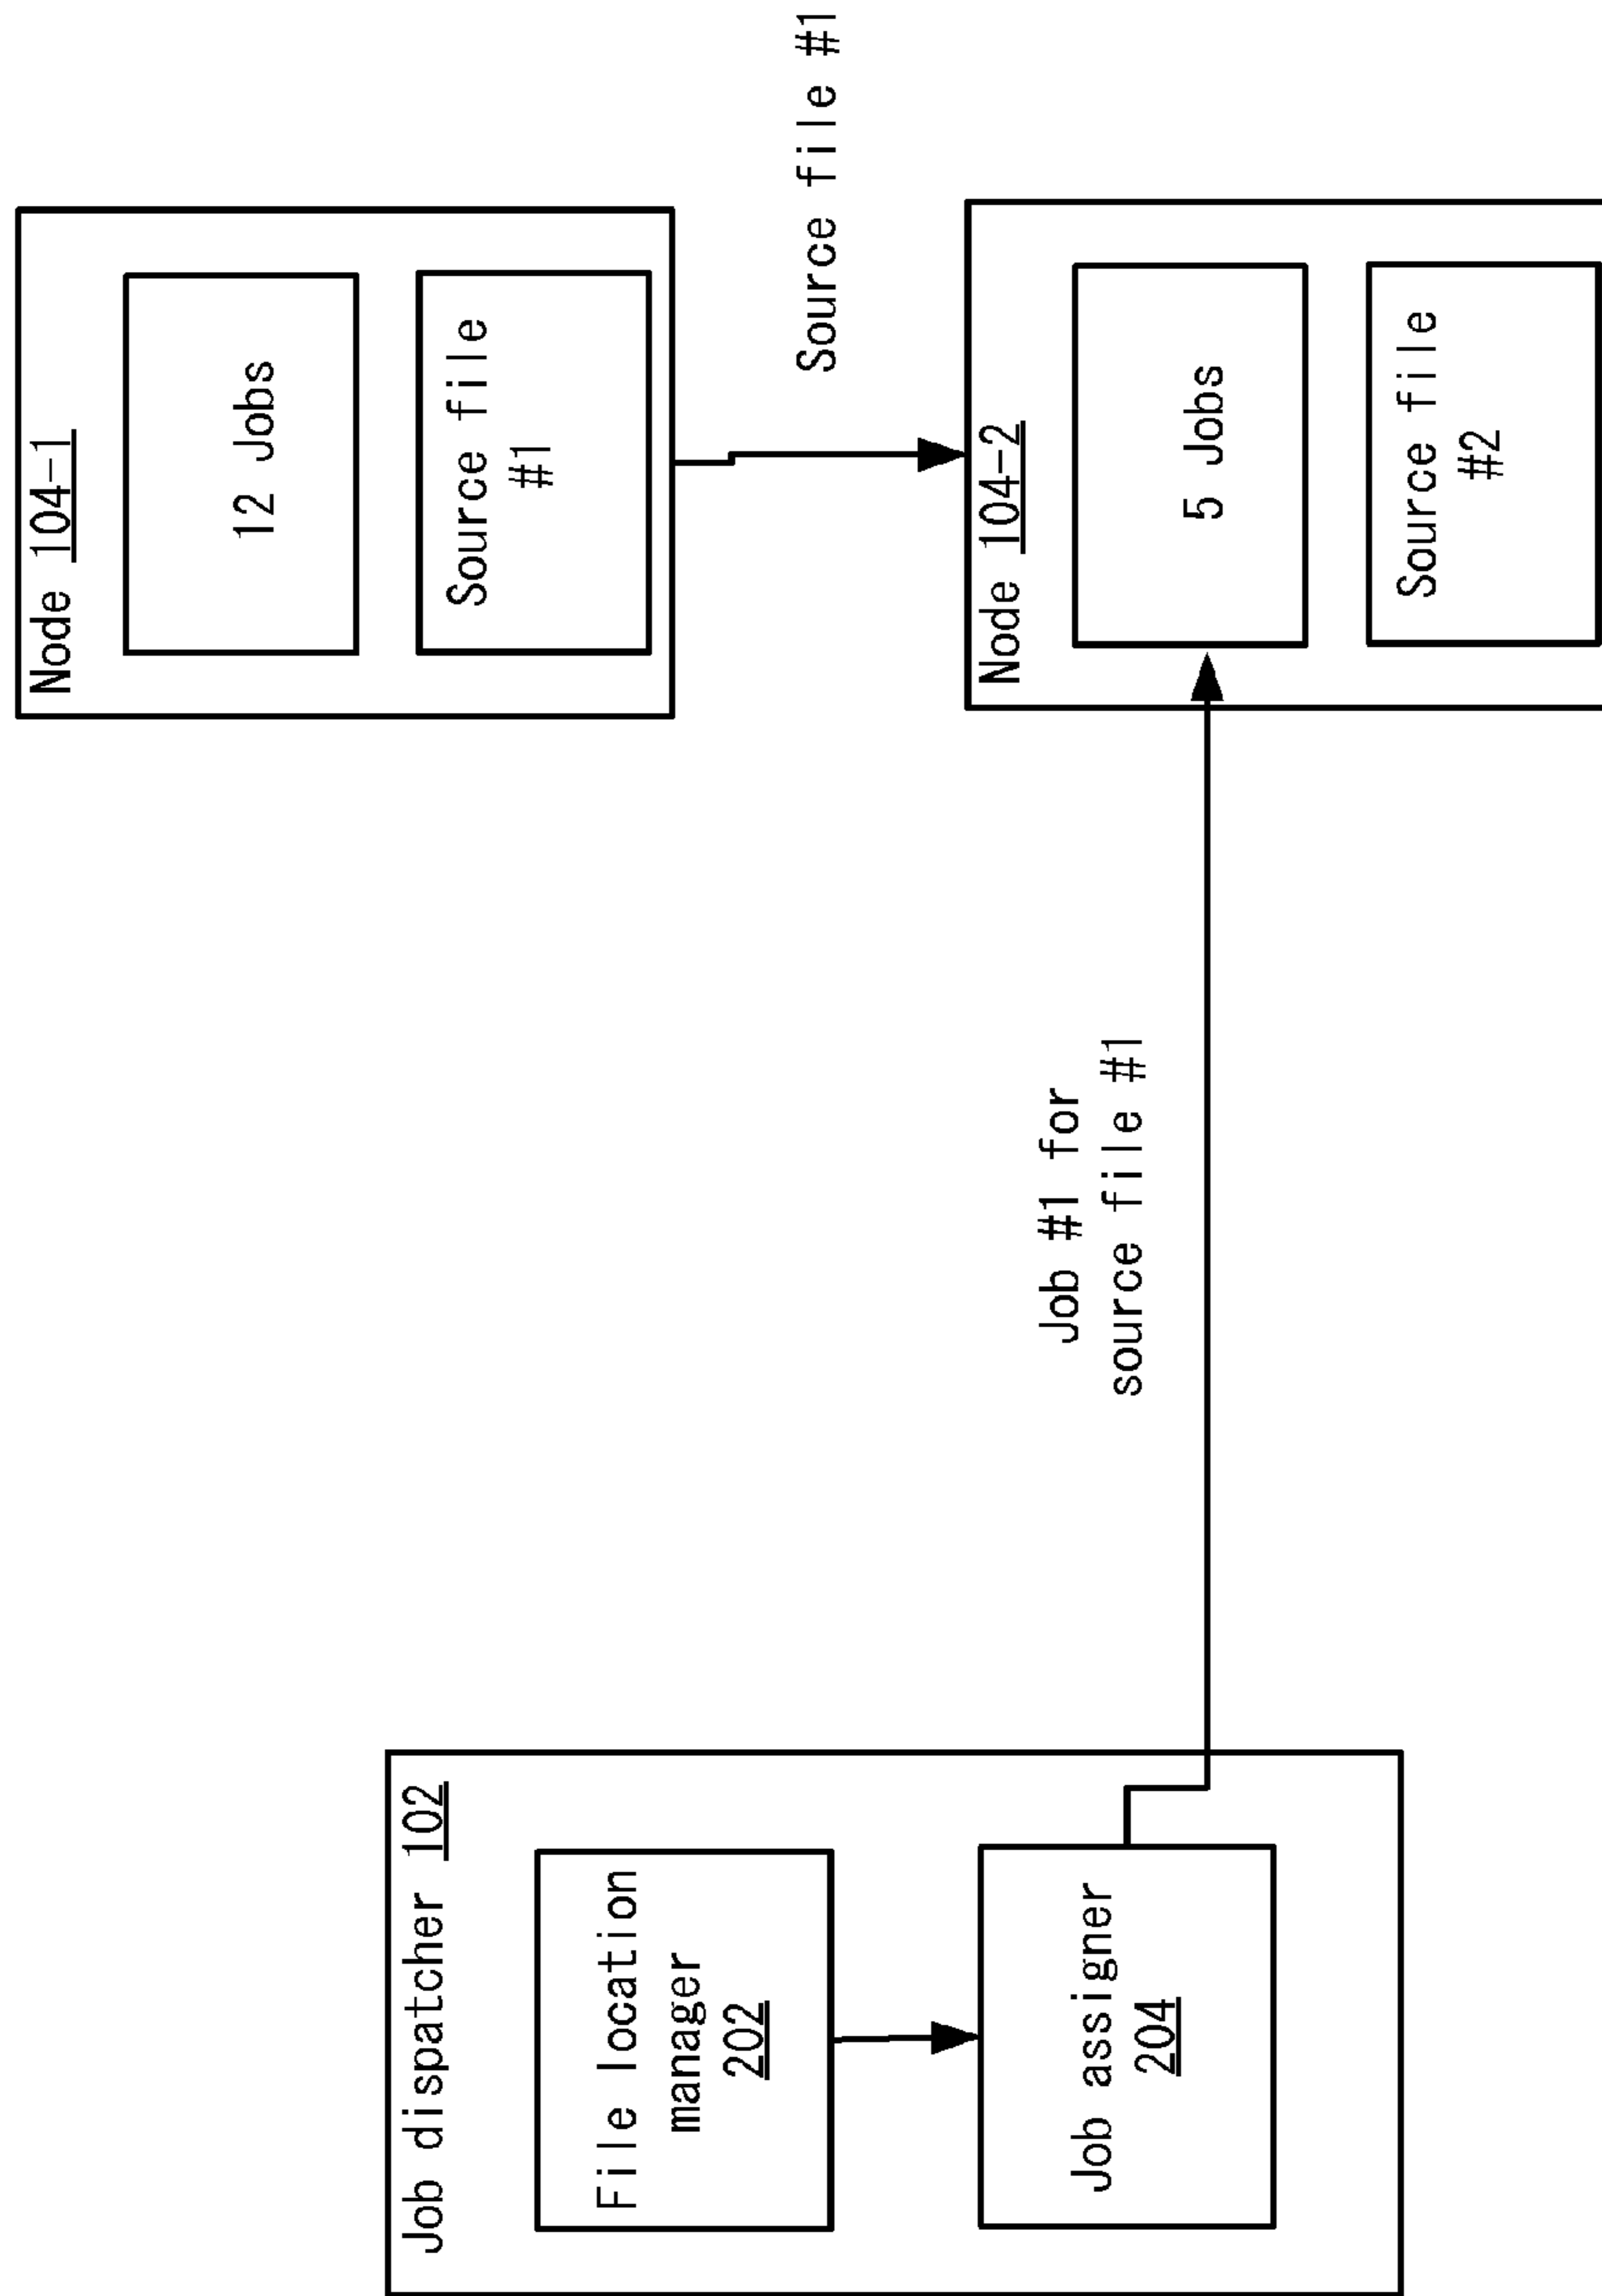 Job dispatcher 102
File location
manager
202
Job assigner
204
Job #1 for
source file #1
Node 104-1
12 Jobs
Source file
#1
Source file #1
Node 104-2
5 Jobs
Source file
#2